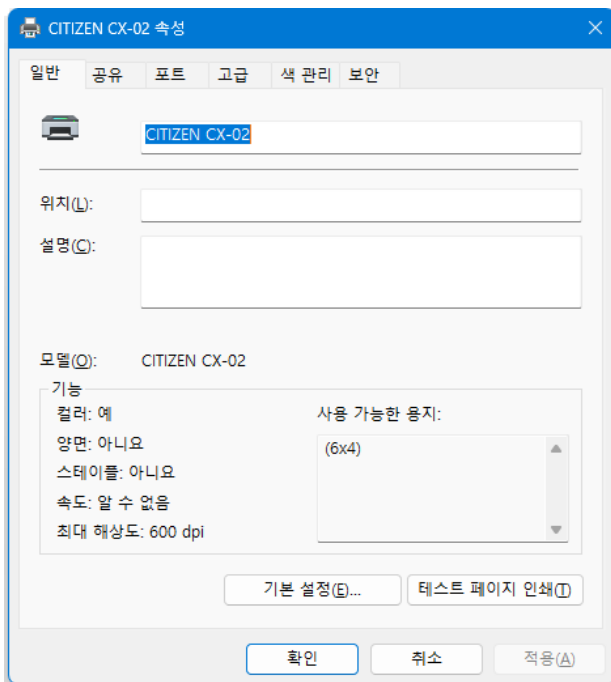 CITIZEN CX-02 속성
일반 공유 포트 고급 색 관리 보안
CITIZEN CX-02
위치(L):
설명(C):
모델(O): CITIZEN CX-02
기능
컬러: 예
양면: 아니요
스테이플: 아니요
속도: 알 수 없음
최대 해상도: 600 dpi
사용 가능한 용지:
(6x4)
기본 설정(E)... 테스트 페이지 인쇄(T)
확인 취소 적용(A)